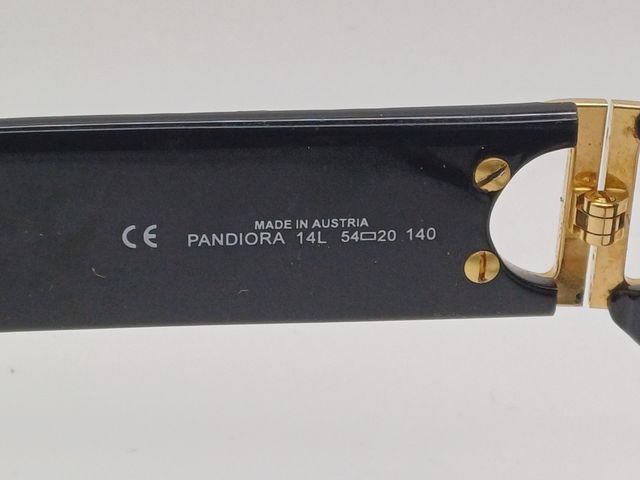 CE
MADE IN AUSTRIA
PANDIORA 14L 54▭20 140